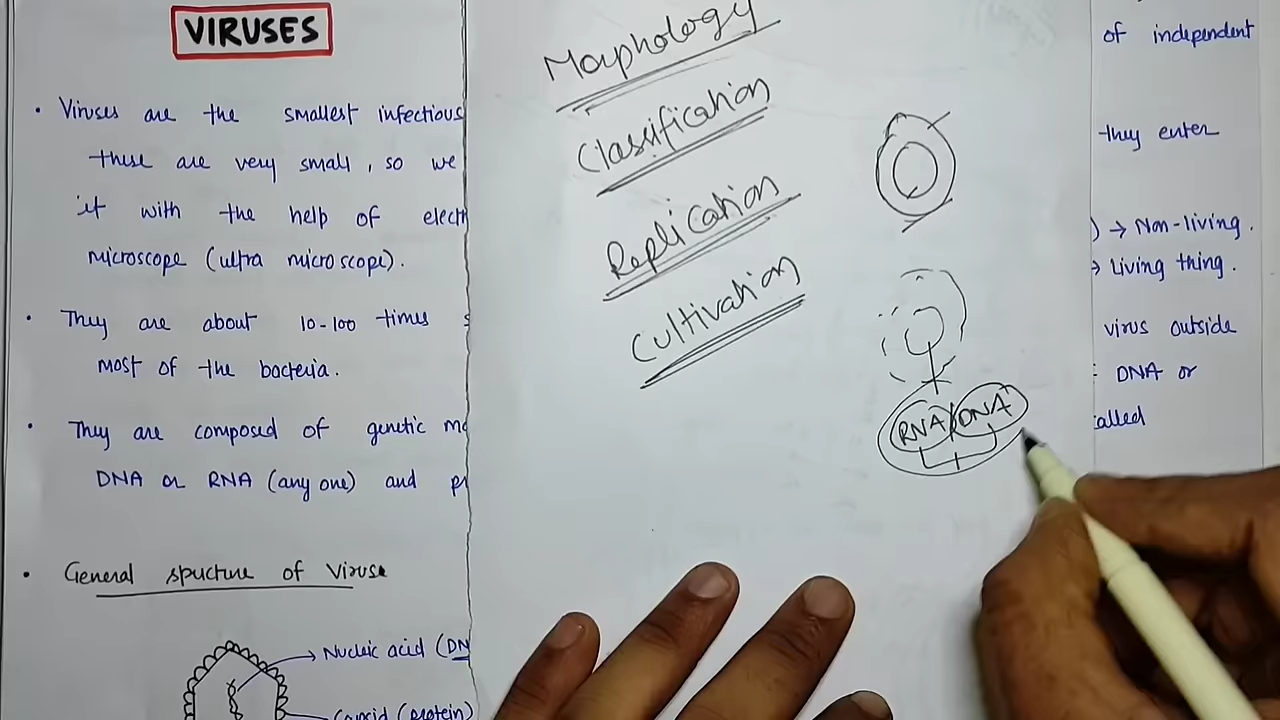 VIRUSES
• Viruses are the smallest infectious
these are very small, so we
it with the help of elect
microscope (ultra microscope).
• They are about 10-100 times s
most of the bacteria.
• They are composed of genetic m
DNA or RNA (any one) and p
• General structure of Viruse
Nucleic acid (DN
Capcid (protein)
Morphology
Classification
Replication
Cultivation
RNA/DNA
of independent
they enter
) → Non-living.
→ Living thing.
virus outside
DNA or
called